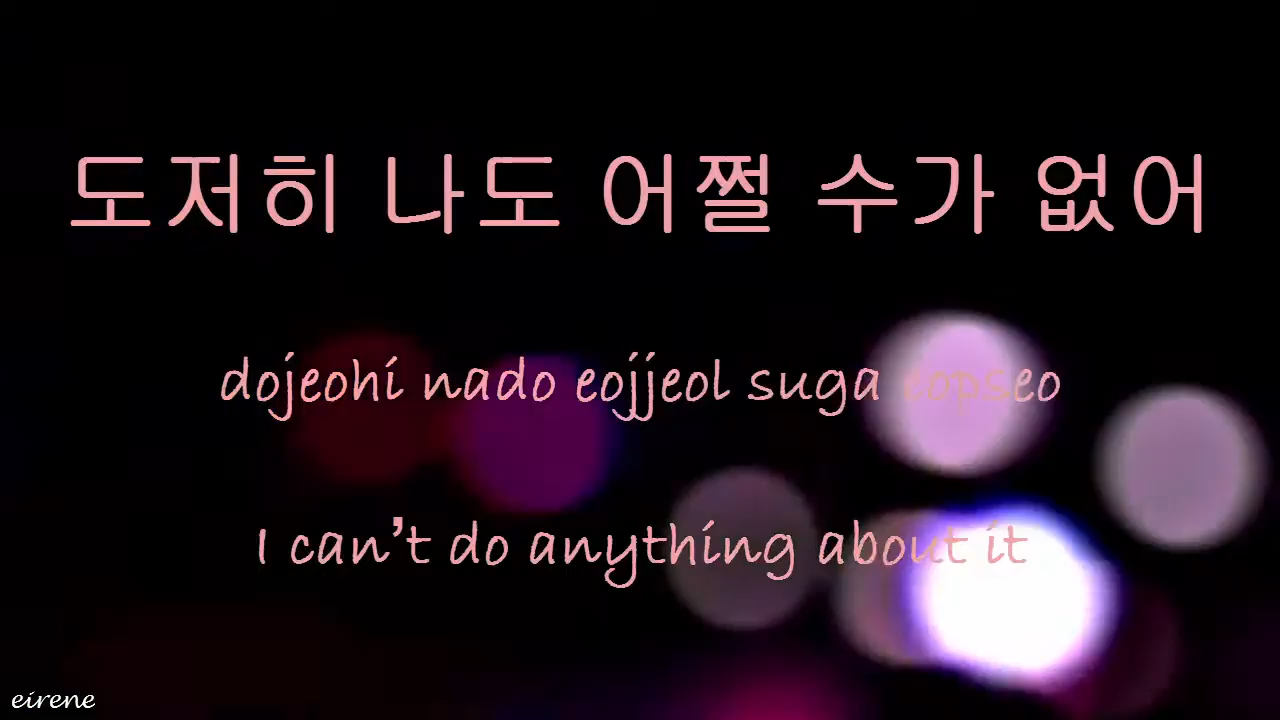 도저히 나도 어쩔 수가 없어
dojeohi nado eojjeol suga eopseo
I can't do anything about it
eirene